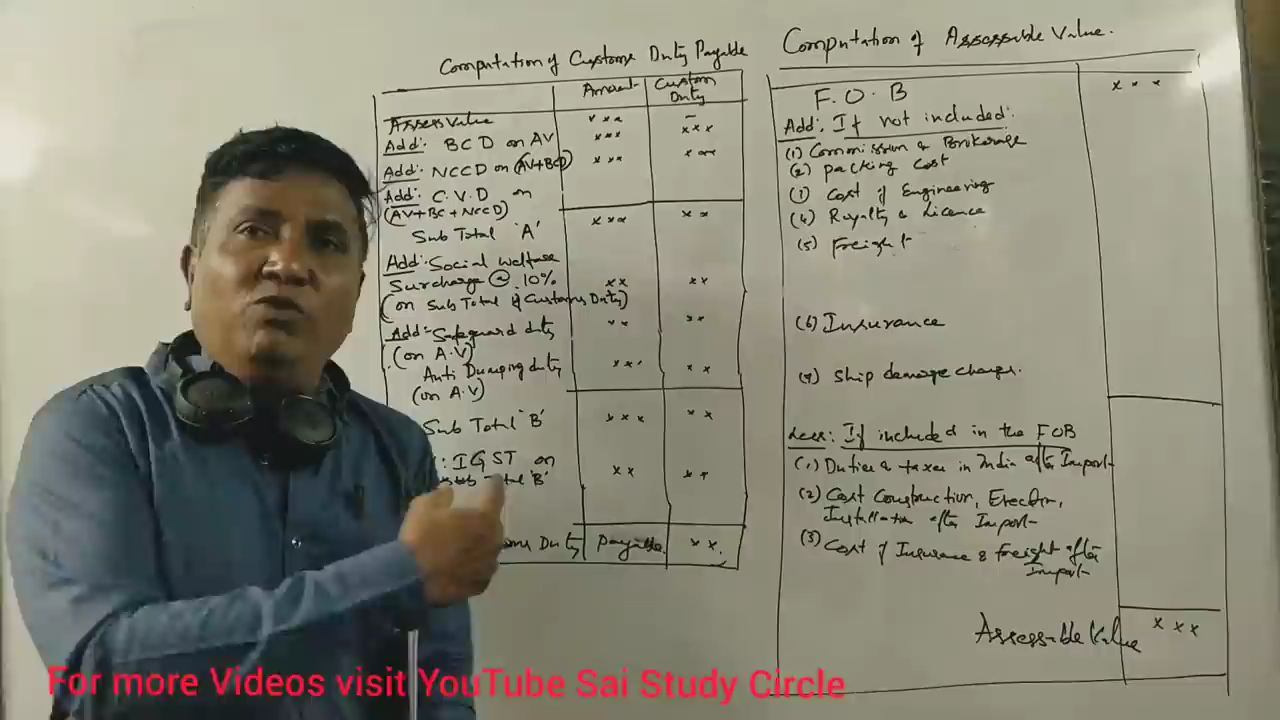 Computation of Customs Duty Payable
Amount
Custom
Duty
Assess Value
x x x
-
Add: BCD on AV
x x x
x x x
Add: NCCD on (AV+BCD)
x x x
x x x
Add: C.V.D on
(AV+BC+NCCD)
Sub Total 'A'
x x x
x x
Add: Social welfare
Surcharge @ 10%
x x
x x
(on Sub Total of Customs Duty)
Add: Safeguard duty
x x
x x
(on A.V)
Anti Dumping duty
x x x
x x
(on A.V)
Sub Total 'B'
x x x
x x
: IGST on
Total 'B'
x x
x x
Duty
Payable
x x.
Computation of Assessable Value.
F.O.B
x x x
Add: If not included:
(1) Commission & Brokerage
(2) Packing Cost
(1) Cost of Engineering
(4) Royalty & Licence
(5) Freight
(6) Insurance
(7) Ship demage charges.
Less: If included in the FOB
(1) Duties & taxes in India after Import
(2) Cost Construction, Erection,
Installation after Import
(3) Cost of Insurance & Freight after
Import
Assessable Value
x x x
For more Videos visit YouTube Sai Study Circle